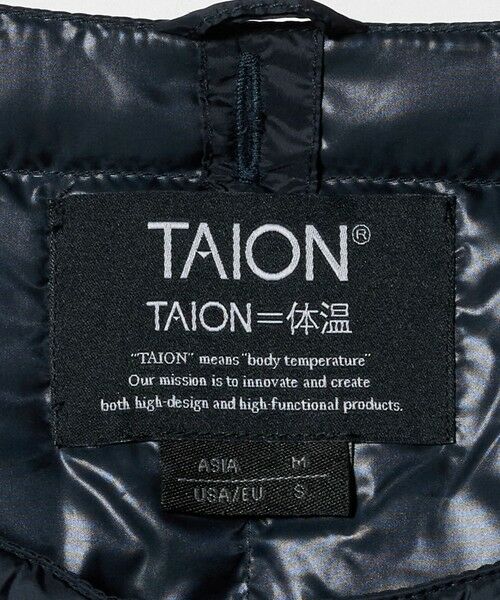 TAION®
TAION=体温
"TAION" means "body temperature"
Our mission is to innovate and create
both high-design and high-functional products.
ASIA M
USA/EU S